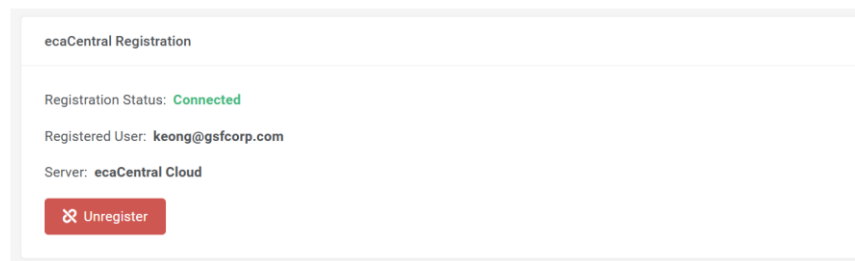 ecaCentral Registration
Registration Status: Connected
Registered User: keong@gsfcorp.com
Server: ecaCentral Cloud
Unregister